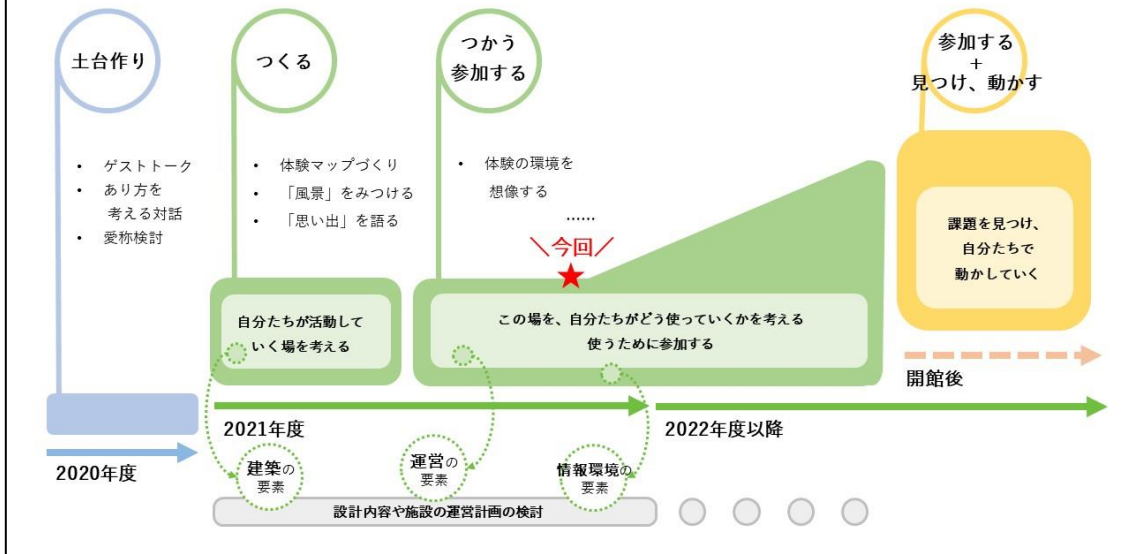 土台作り
• ゲストトーク
• あり方を
考える対話
• 愛称検討
2020年度
つくる
• 体験マップづくり
• 「風景」をみつける
• 「思い出」を語る
自分たちが活動して
いく場を考える
つかう
参加する
• 体験の環境を
想像する
……
＼今回／
この場を、自分たちがどう使っていくかを考える
使うために参加する
参加する
+
見つけ、動かす
課題を見つけ、
自分たちで
動かしていく
開館後
2021年度
2022年度以降
建築の
要素
運営の
要素
情報環境の
要素
設計内容や施設の運営計画の検討